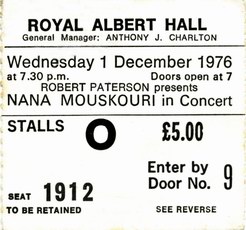 ROYAL ALBERT HALL
General Manager: ANTHONY J. CHARLTON
Wednesday 1 December 1976
at 7.30 p.m. Doors open at 7
ROBERT PATERSON presents
NANA MOUSKOURI in Concert
STALLS O £5.00
Enter by
Door No. 9
SEAT 1912
TO BE RETAINED SEE REVERSE